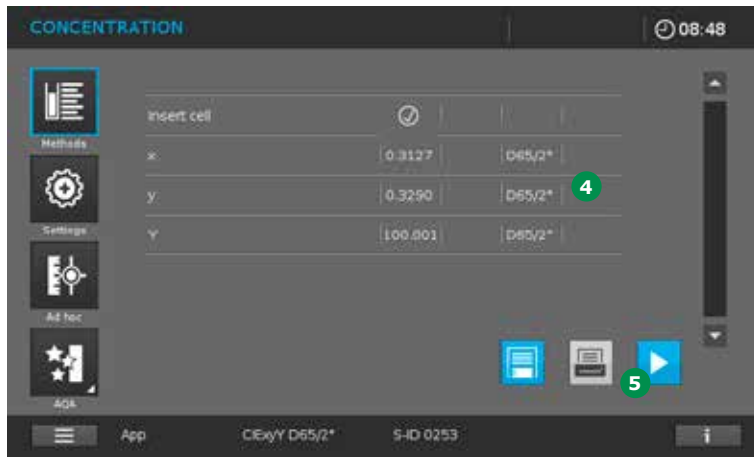 CONCENTRATION 08:48
Methods
Settings
Ad hoc
AQA
Insert cell
x 0.3127 D65/2°
y 0.3290 D65/2° 4
Y 100.001 D65/2°
5
App CIExyY D65/2° S-ID 0253 i